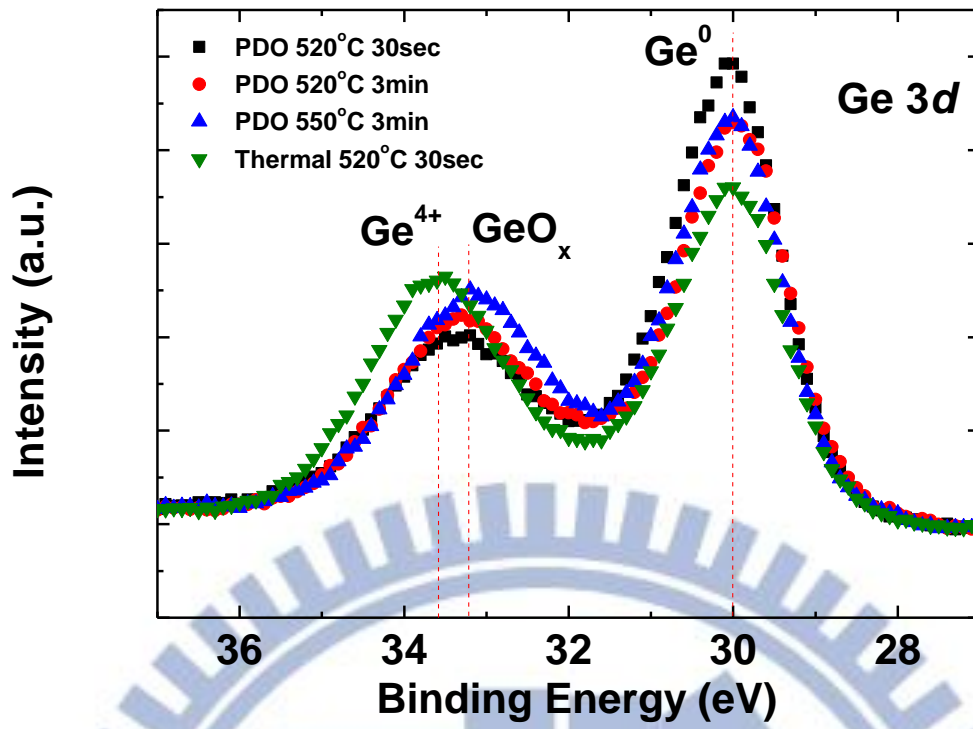 PDO 520°C 30sec
PDO 520°C 3min
PDO 550°C 3min
Thermal 520°C 30sec
Ge⁰
Ge 3d
Ge⁴⁺
GeOₓ
Intensity (a.u.)
36 34 32 30 28
Binding Energy (eV)